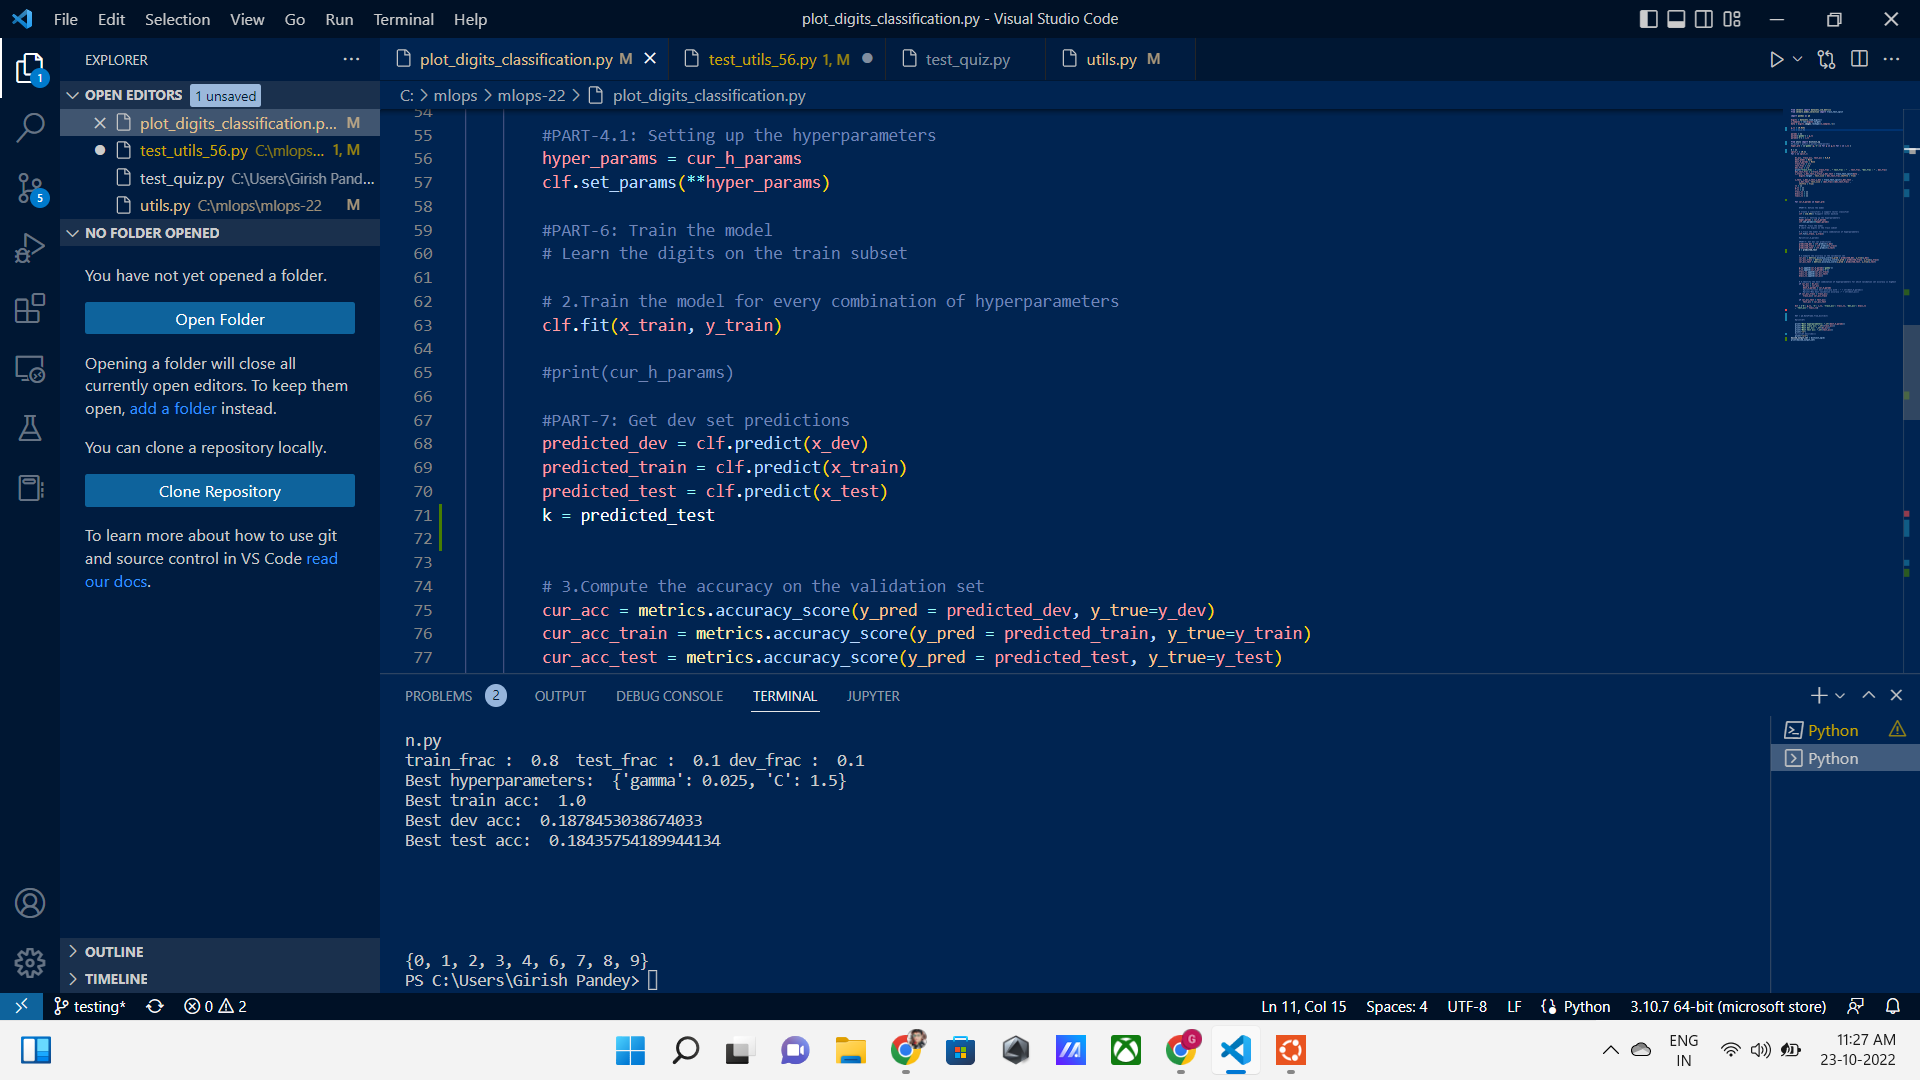 File Edit Selection View Go Run Terminal Help
plot_digits_classification.py - Visual Studio Code
EXPLORER
OPEN EDITORS 1 unsaved
plot_digits_classification.p... M
test_utils_56.py C:\mlops... 1, M
test_quiz.py C:\Users\Girish Pand...
utils.py C:\mlops\mlops-22 M
NO FOLDER OPENED
You have not yet opened a folder.
Open Folder
Opening a folder will close all
currently open editors. To keep them
open, add a folder instead.
You can clone a repository locally.
Clone Repository
To learn more about how to use git
and source control in VS Code read
our docs.
OUTLINE
TIMELINE
1
5
plot_digits_classification.py M
test_utils_56.py 1, M
test_quiz.py
utils.py M
C: > mlops > mlops-22 > plot_digits_classification.py
54
55 #PART-4.1: Setting up the hyperparameters
56 hyper_params = cur_h_params
57 clf.set_params(**hyper_params)
58
59 #PART-6: Train the model
60 # Learn the digits on the train subset
61
62 # 2.Train the model for every combination of hyperparameters
63 clf.fit(x_train, y_train)
64
65 #print(cur_h_params)
66
67 #PART-7: Get dev set predictions
68 predicted_dev = clf.predict(x_dev)
69 predicted_train = clf.predict(x_train)
70 predicted_test = clf.predict(x_test)
71 k = predicted_test
72
73
74 # 3.Compute the accuracy on the validation set
75 cur_acc = metrics.accuracy_score(y_pred = predicted_dev, y_true=y_dev)
76 cur_acc_train = metrics.accuracy_score(y_pred = predicted_train, y_true=y_train)
77 cur_acc_test = metrics.accuracy_score(y_pred = predicted_test, y_true=y_test)
PROBLEMS 2 OUTPUT DEBUG CONSOLE TERMINAL JUPYTER
n.py
train_frac :  0.8  test_frac :  0.1 dev_frac :  0.1
Best hyperparameters:  {'gamma': 0.025, 'C': 1.5}
Best train acc:  1.0
Best dev acc:  0.1878453038674033
Best test acc:  0.18435754189944134
{0, 1, 2, 3, 4, 6, 7, 8, 9}
PS C:\Users\Girish Pandey>
Python
Python
testing* 0 2
Ln 11, Col 15 Spaces: 4 UTF-8 LF Python 3.10.7 64-bit (microsoft store)
G
ENG
IN
11:27 AM
23-10-2022